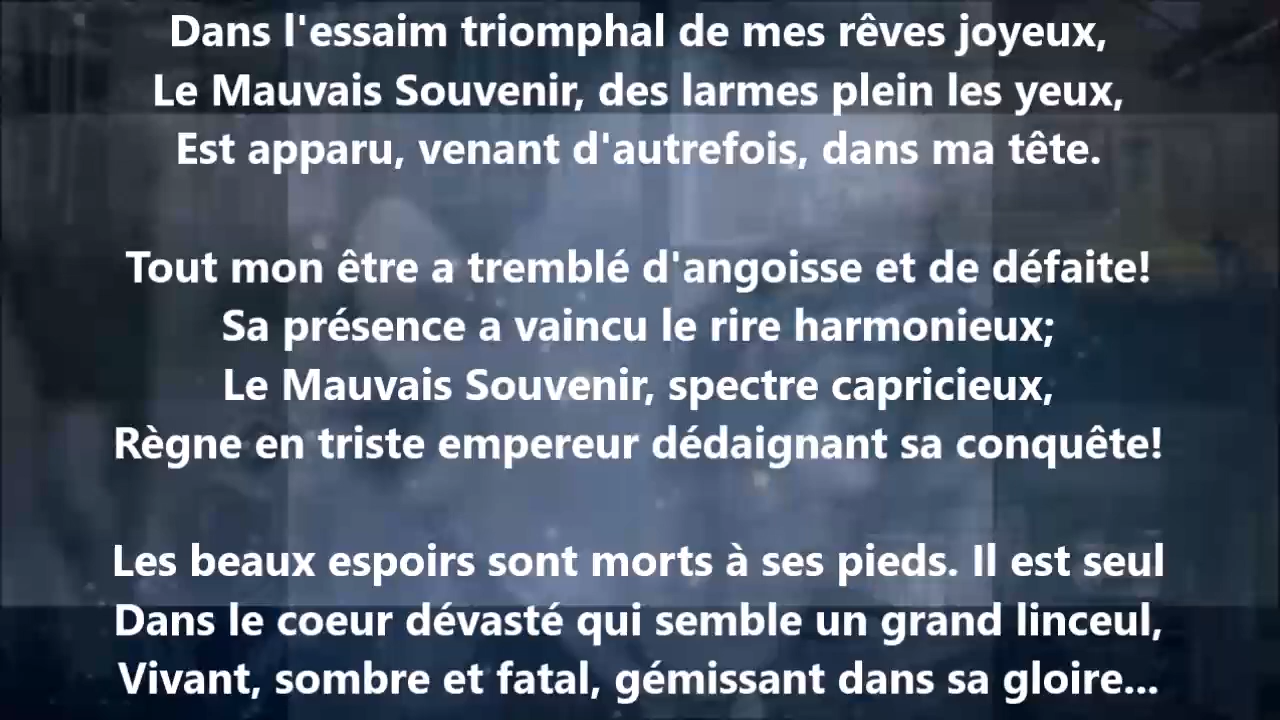 Dans l'essaim triomphal de mes rêves joyeux,
Le Mauvais Souvenir, des larmes plein les yeux,
Est apparu, venant d'autrefois, dans ma tête.
Tout mon être a tremblé d'angoisse et de défaite!
Sa présence a vaincu le rire harmonieux;
Le Mauvais Souvenir, spectre capricieux,
Règne en triste empereur dédaignant sa conquête!
Les beaux espoirs sont morts à ses pieds. Il est seul
Dans le coeur dévasté qui semble un grand linceul,
Vivant, sombre et fatal, gémissant dans sa gloire...